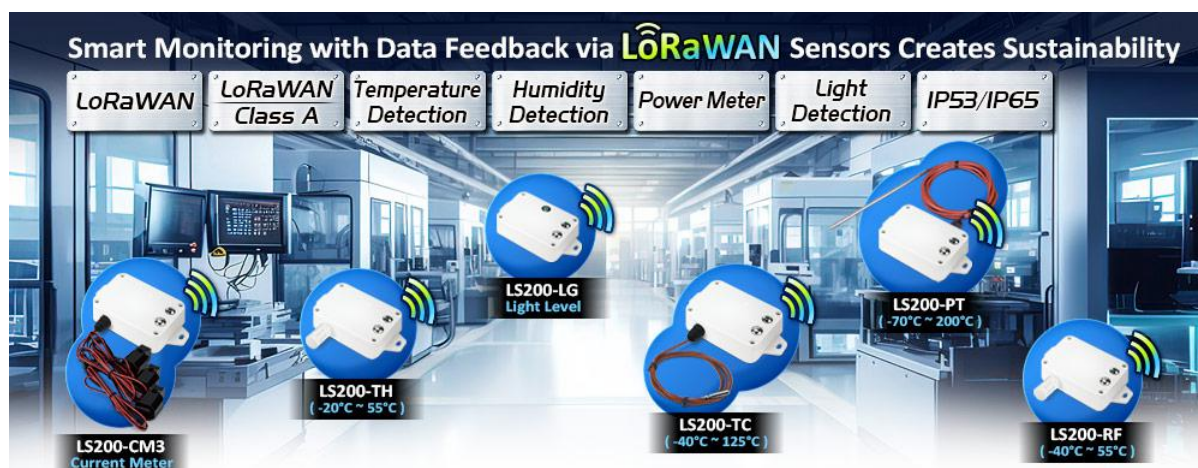 Smart Monitoring with Data Feedback via LoRaWAN Sensors Creates Sustainability
LoRaWAN
LoRaWAN
Class A
Temperature
Detection
Humidity
Detection
Power Meter
Light
Detection
IP53/IP65
LS200-LG
Light Level
LS200-PT
( -70°C ~ 200°C )
LS200-TH
( -20°C ~ 55°C )
LS200-TC
( -40°C ~ 125°C )
LS200-RF
( -40°C ~ 55°C )
LS200-CM3
Current Meter